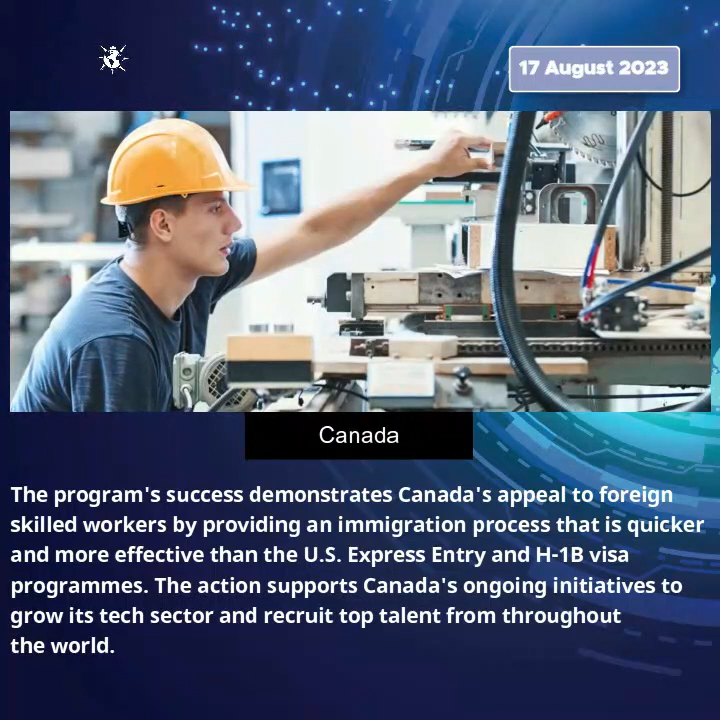 17 August 2023
Canada
The program's success demonstrates Canada's appeal to foreign
skilled workers by providing an immigration process that is quicker
and more effective than the U.S. Express Entry and H-1B visa
programmes. The action supports Canada's ongoing initiatives to
grow its tech sector and recruit top talent from throughout
the world.